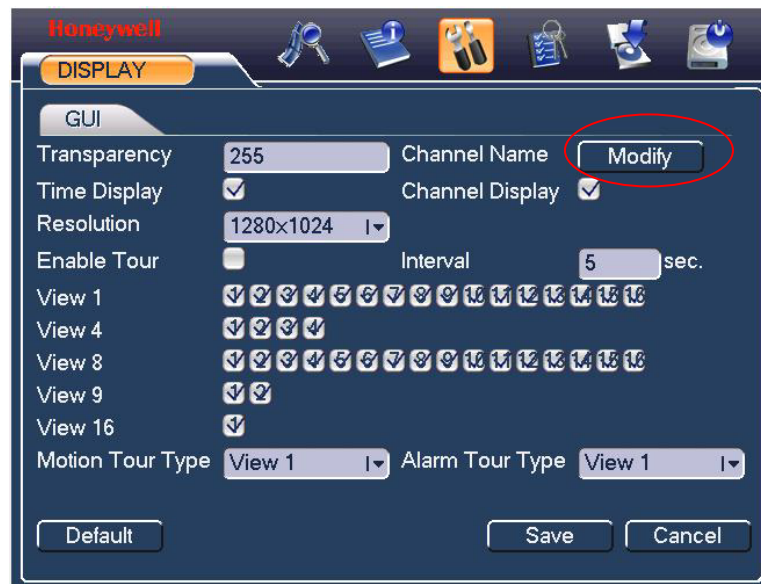 Honeywell
DISPLAY
GUI
Transparency 255 Channel Name Modify
Time Display Channel Display
Resolution 1280×1024
Enable Tour Interval 5 sec.
View 1 1 2 3 4 5 6 7 8 9 10 11 12 13 14 15 16
View 4 1 2 3 4
View 8 1 2 3 4 5 6 7 8 9 10 11 12 13 14 15 16
View 9 1 2
View 16 1
Motion Tour Type View 1 Alarm Tour Type View 1
Default Save Cancel